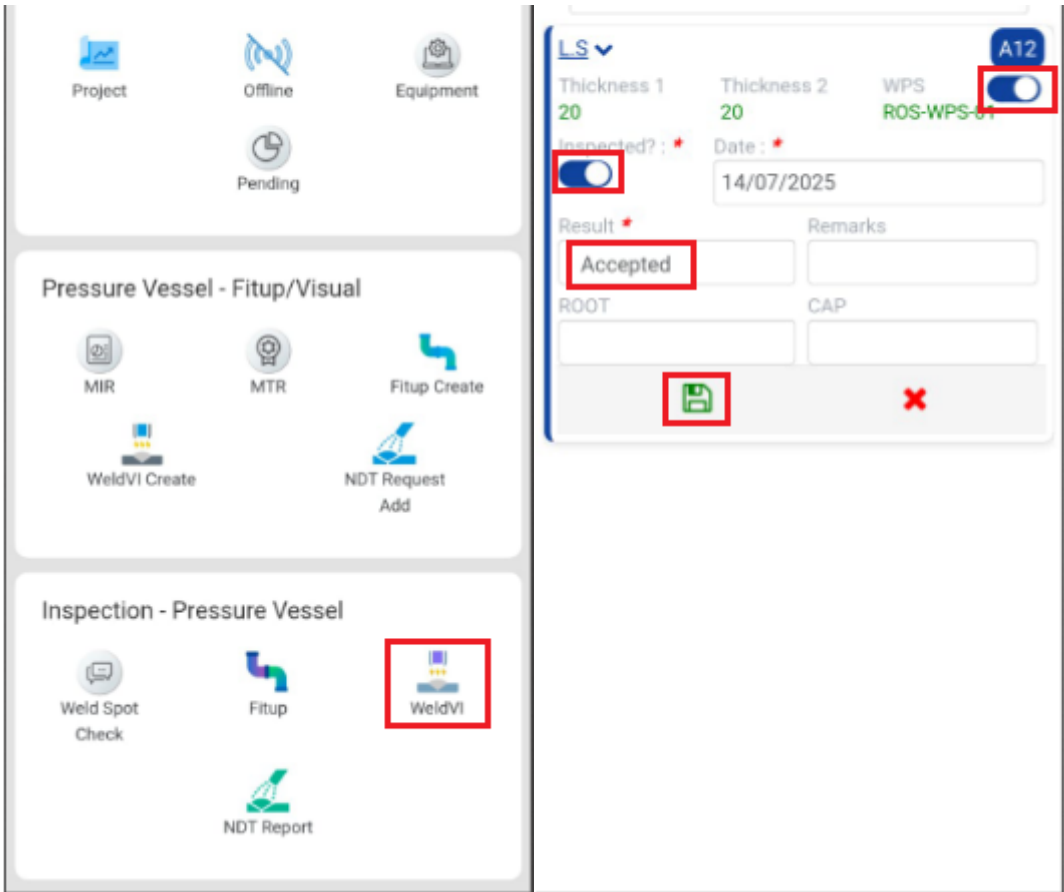 Project
Offline
Equipment
Pending
Pressure Vessel - Fitup/Visual
MIR
MTR
Fitup Create
WeldVI Create
NDT Request
Add
Inspection - Pressure Vessel
Weld Spot
Check
Fitup
WeldVI
NDT Report
L.S
A12
Thickness 1
Thickness 2
WPS
20
20
ROS-WPS-01
Inspected? : *
Date : *
14/07/2025
Result *
Remarks
Accepted
ROOT
CAP